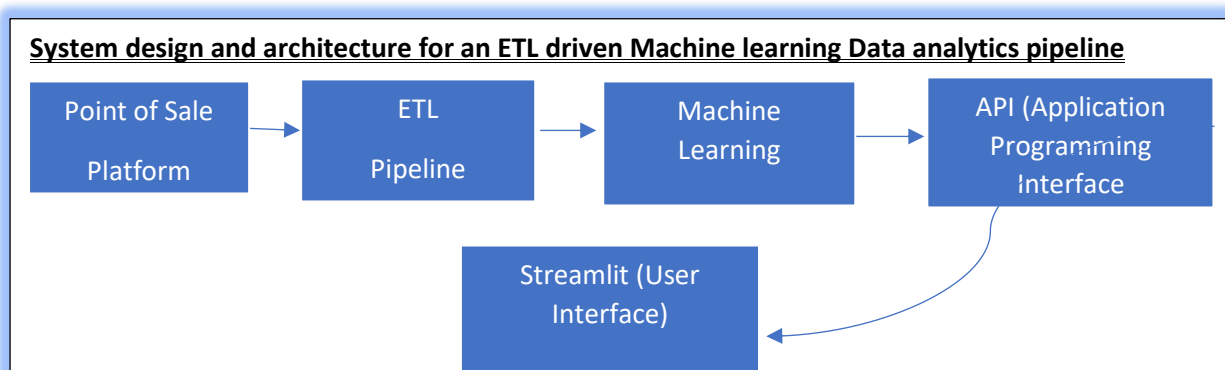 System design and architecture for an ETL driven Machine learning Data analytics pipeline
Point of Sale
Platform
ETL
Pipeline
Machine
Learning
API (Application
Programming
Interface
Streamlit (User
Interface)